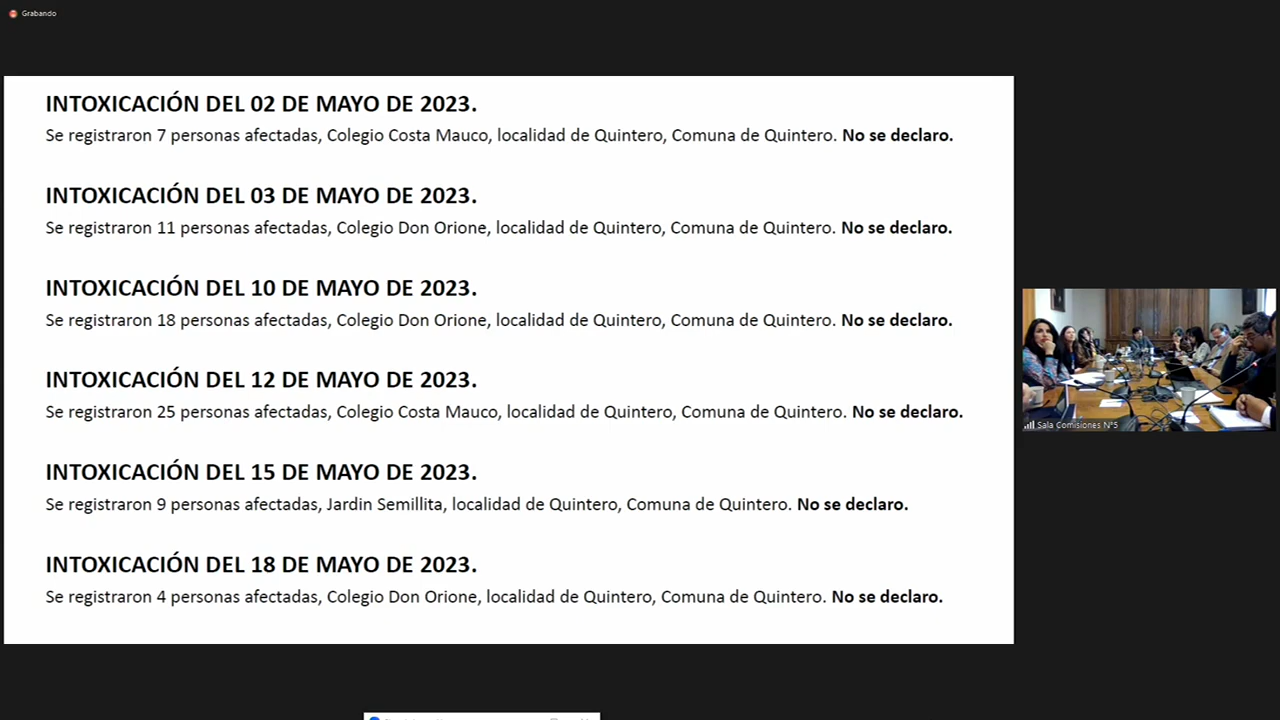 Grabando
INTOXICACIÓN DEL 02 DE MAYO DE 2023.
Se registraron 7 personas afectadas, Colegio Costa Mauco, localidad de Quintero, Comuna de Quintero. No se declaro.
INTOXICACIÓN DEL 03 DE MAYO DE 2023.
Se registraron 11 personas afectadas, Colegio Don Orione, localidad de Quintero, Comuna de Quintero. No se declaro.
INTOXICACIÓN DEL 10 DE MAYO DE 2023.
Se registraron 18 personas afectadas, Colegio Don Orione, localidad de Quintero, Comuna de Quintero. No se declaro.
INTOXICACIÓN DEL 12 DE MAYO DE 2023.
Se registraron 25 personas afectadas, Colegio Costa Mauco, localidad de Quintero, Comuna de Quintero. No se declaro.
INTOXICACIÓN DEL 15 DE MAYO DE 2023.
Se registraron 9 personas afectadas, Jardin Semillita, localidad de Quintero, Comuna de Quintero. No se declaro.
INTOXICACIÓN DEL 18 DE MAYO DE 2023.
Se registraron 4 personas afectadas, Colegio Don Orione, localidad de Quintero, Comuna de Quintero. No se declaro.
Sala Comisiones N°5